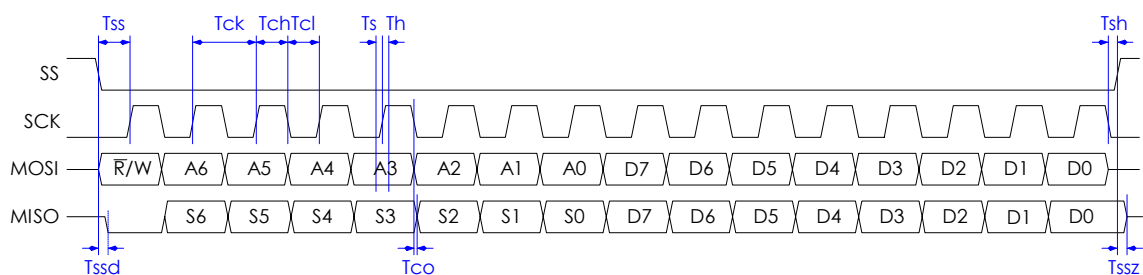 Tss Tck Tch Tcl Ts Th Tsh
SS
SCK
MOSI R̅/W A6 A5 A4 A3 A2 A1 A0 D7 D6 D5 D4 D3 D2 D1 D0
MISO S6 S5 S4 S3 S2 S1 S0 D7 D6 D5 D4 D3 D2 D1 D0
Tssd Tco Tssz